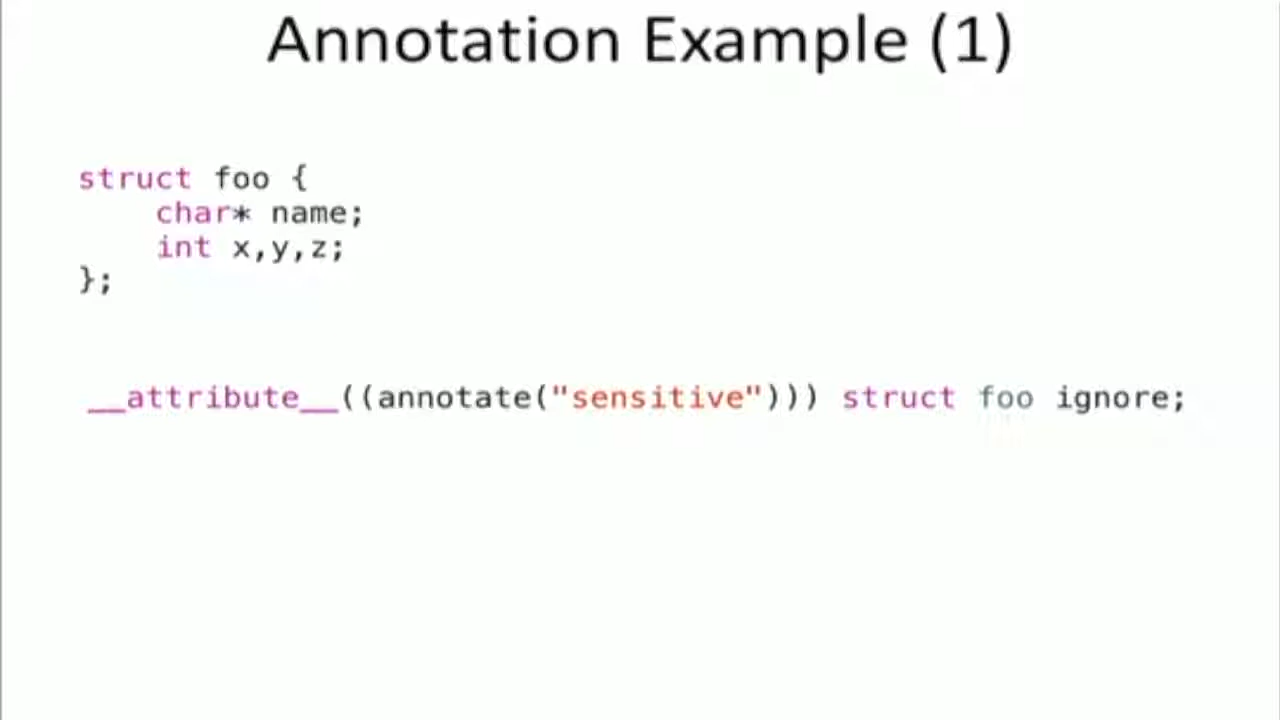 Annotation Example (1)
struct foo {
char* name;
int x,y,z;
};
__attribute__((annotate("sensitive"))) struct foo ignore;